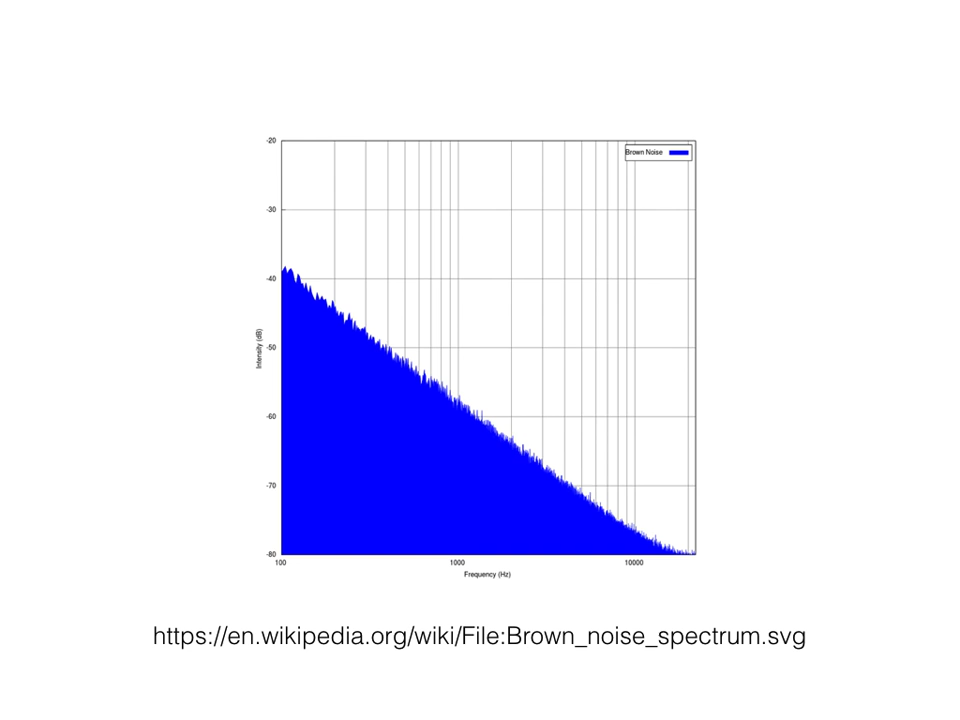 -20
Brown Noise
-30
-40
Intensity (dB)
-50
-60
-70
-80
100
1000
10000
Frequency (Hz)
https://en.wikipedia.org/wiki/File:Brown_noise_spectrum.svg